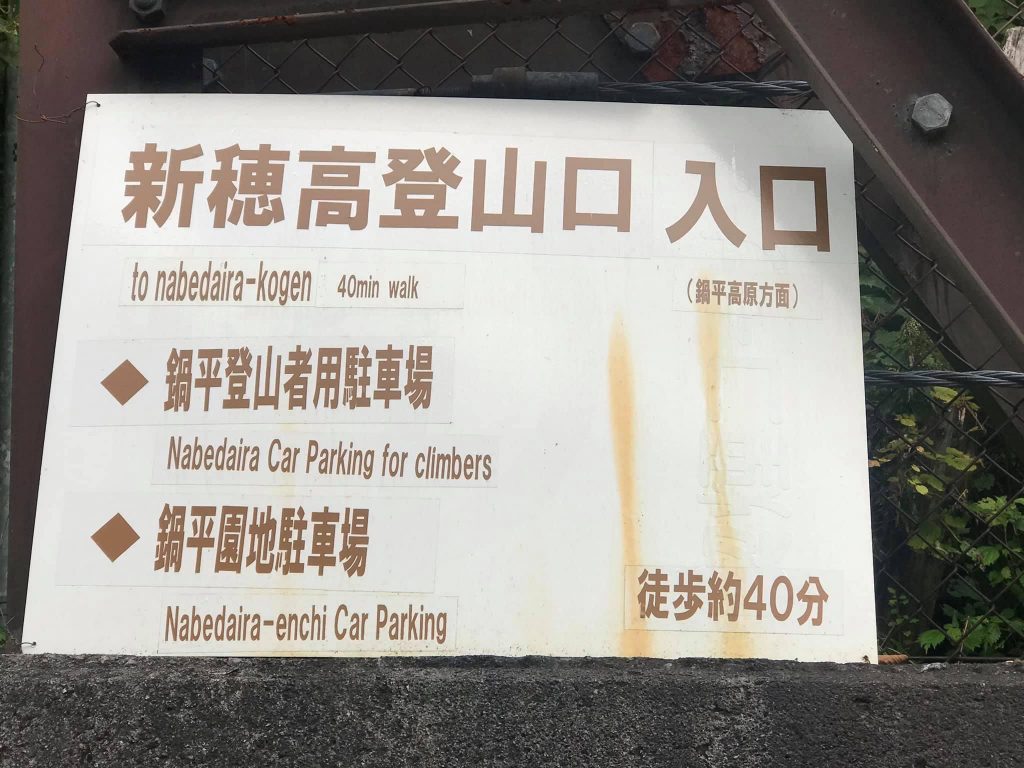 新穂高登山口 入口
to nabedaira-kogen 40min walk (鍋平高原方面)
◆ 鍋平登山者用駐車場
Nabedaira Car Parking for climbers
◆ 鍋平園地駐車場
Nabedaira-enchi Car Parking
徒歩約40分